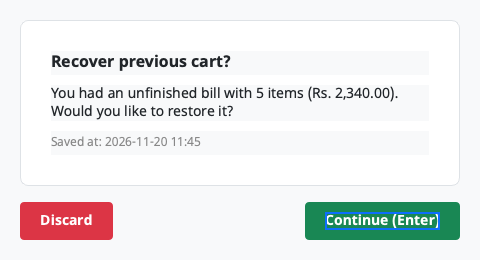 Recover previous cart?
You had an unfinished bill with 5 items (Rs. 2,340.00).
Would you like to restore it?
Saved at: 2026-11-20 11:45
Discard
Continue (Enter)